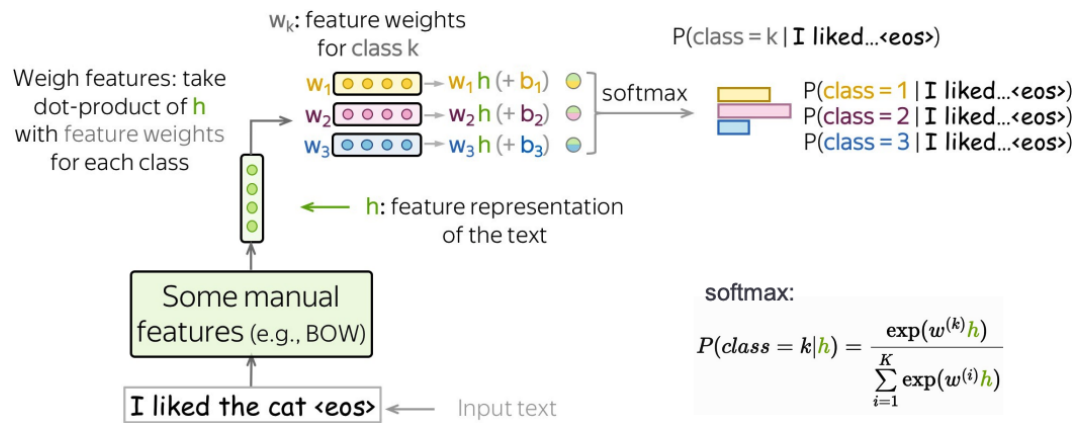 wₖ: feature weights
for class k
P(class = k | I liked...<eos>)
Weigh features: take
dot-product of h
with feature weights
for each class
w₁ w₁h (+ b₁)
w₂ w₂h (+ b₂)
w₃ w₃h (+ b₃)
softmax
P(class = 1 | I liked...<eos>)
P(class = 2 | I liked...<eos>)
P(class = 3 | I liked...<eos>)
h: feature representation
of the text
Some manual
features (e.g., BOW)
I liked the cat <eos>
Input text
softmax:
P(class = k|h) = exp(w⁽ᵏ⁾h) / ∑ᵢ₌₁ᴷ exp(w⁽ⁱ⁾h)